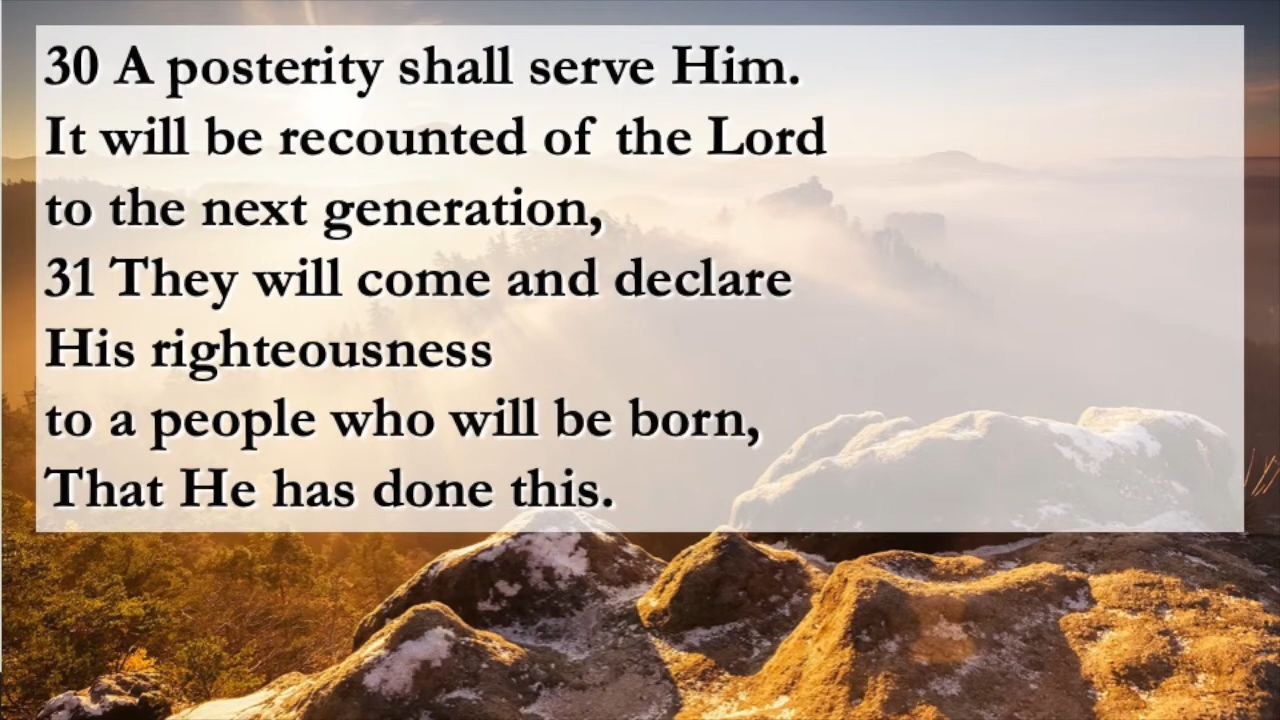 30 A posterity shall serve Him.
It will be recounted of the Lord
to the next generation,
31 They will come and declare
His righteousness
to a people who will be born,
That He has done this.